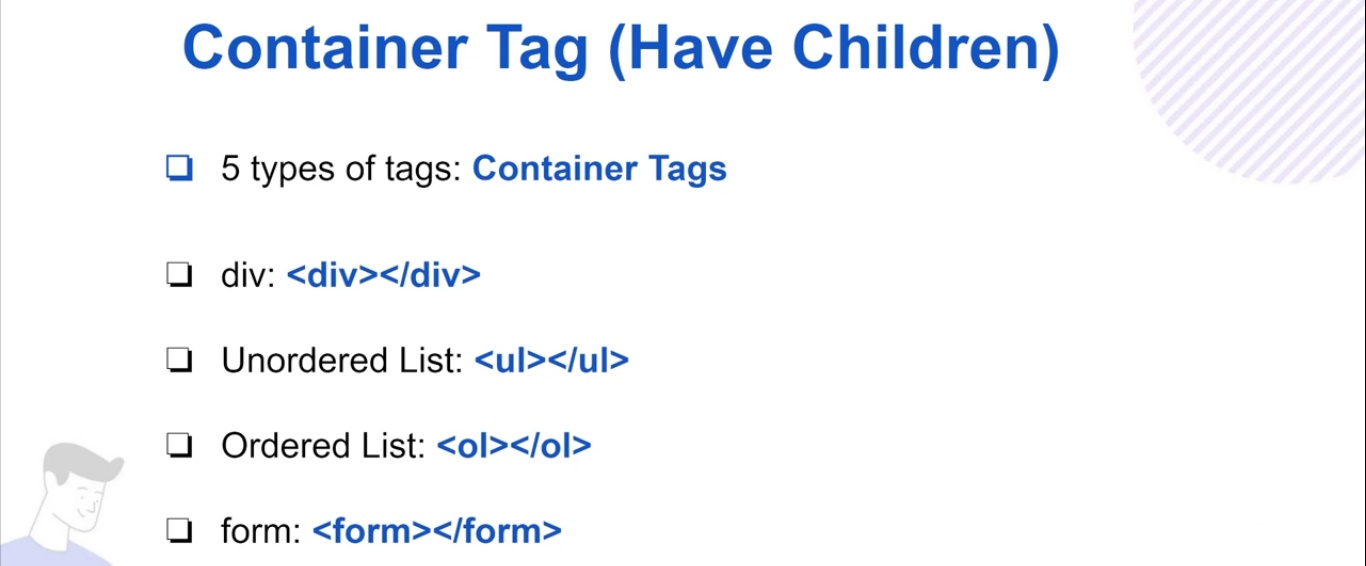 Container Tag (Have Children)
5 types of tags: Container Tags
div: <div></div>
Unordered List: <ul></ul>
Ordered List: <ol></ol>
form: <form></form>